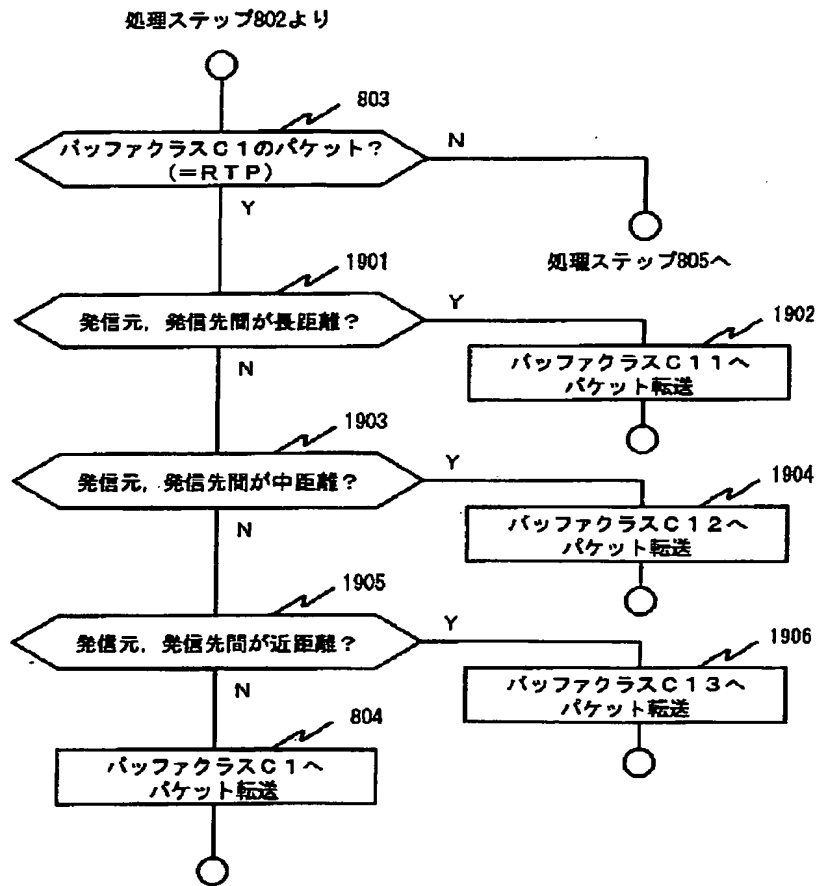 処理ステップ802より
803
バッファクラスC1のパケット？
(=RTP)
N
Y
処理ステップ805へ
1901
発信元，発信先間が長距離？
Y
N
1902
バッファクラスC11へ
パケット転送
1903
発信元，発信先間が中距離？
Y
N
1904
バッファクラスC12へ
パケット転送
1905
発信元，発信先間が近距離？
Y
N
1906
バッファクラスC13へ
パケット転送
804
バッファクラスC1へ
パケット転送